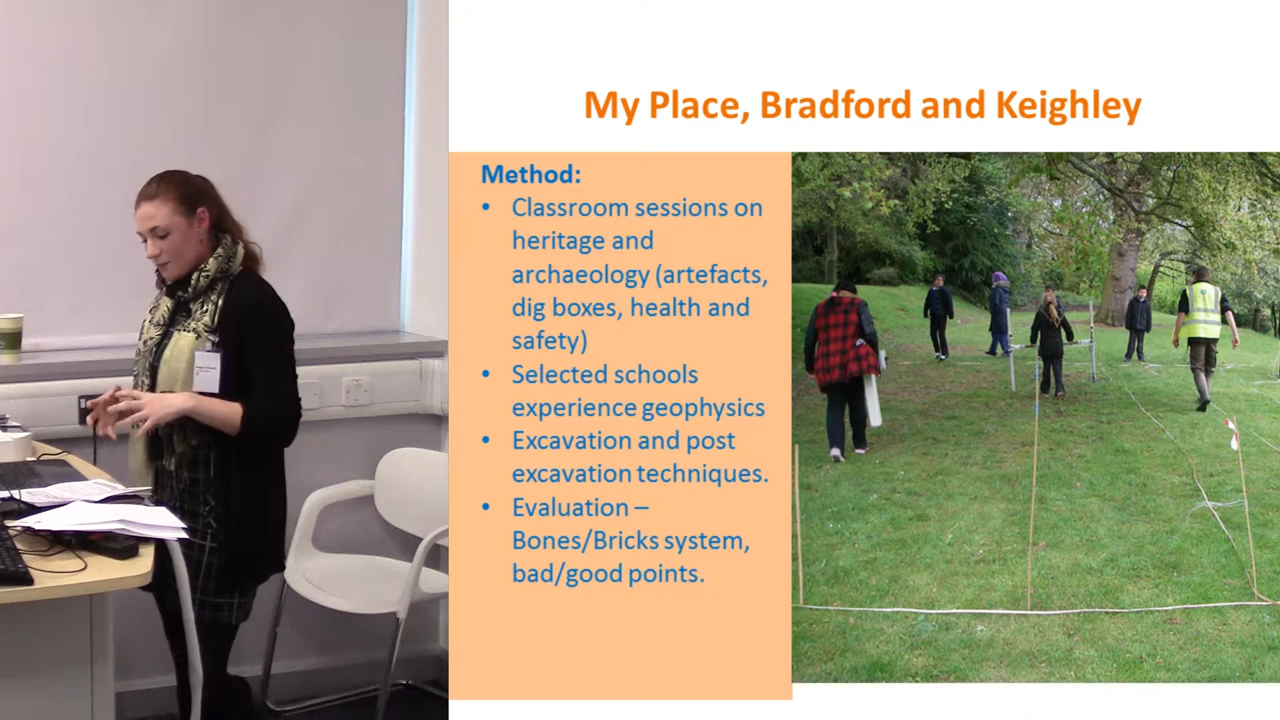 My Place, Bradford and Keighley
Method:
• Classroom sessions on
heritage and
archaeology (artefacts,
dig boxes, health and
safety)
• Selected schools
experience geophysics
• Excavation and post
excavation techniques.
• Evaluation –
Bones/Bricks system,
bad/good points.